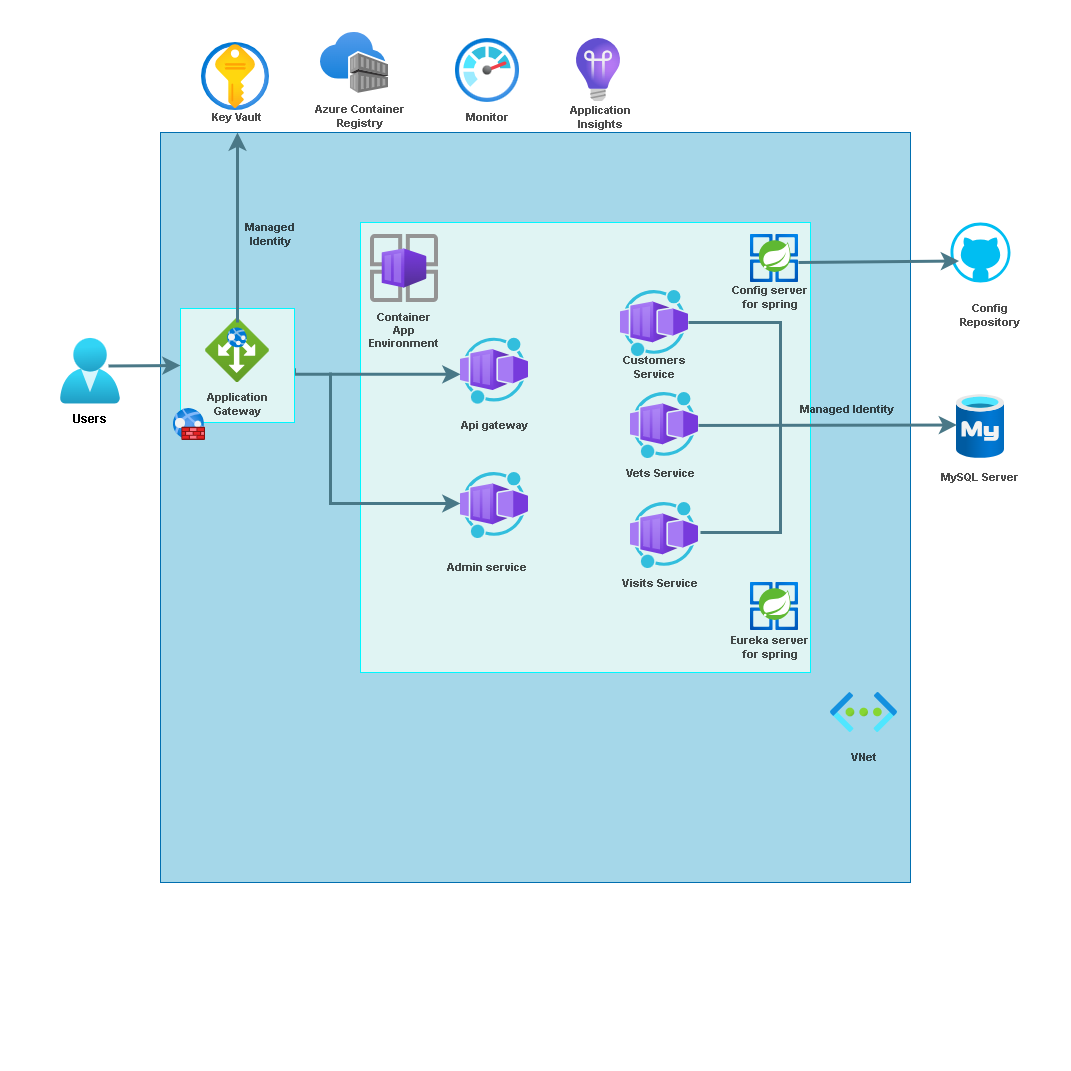 Key Vault
Azure Container
Registry
Monitor
Application
Insights
Managed
Identity
Container
App
Environment
Config server
for spring
Config
Repository
Customers
Service
Users
Application
Gateway
Api gateway
Managed Identity
My
Vets Service
MySQL Server
Admin service
Visits Service
Eureka server
for spring
VNet